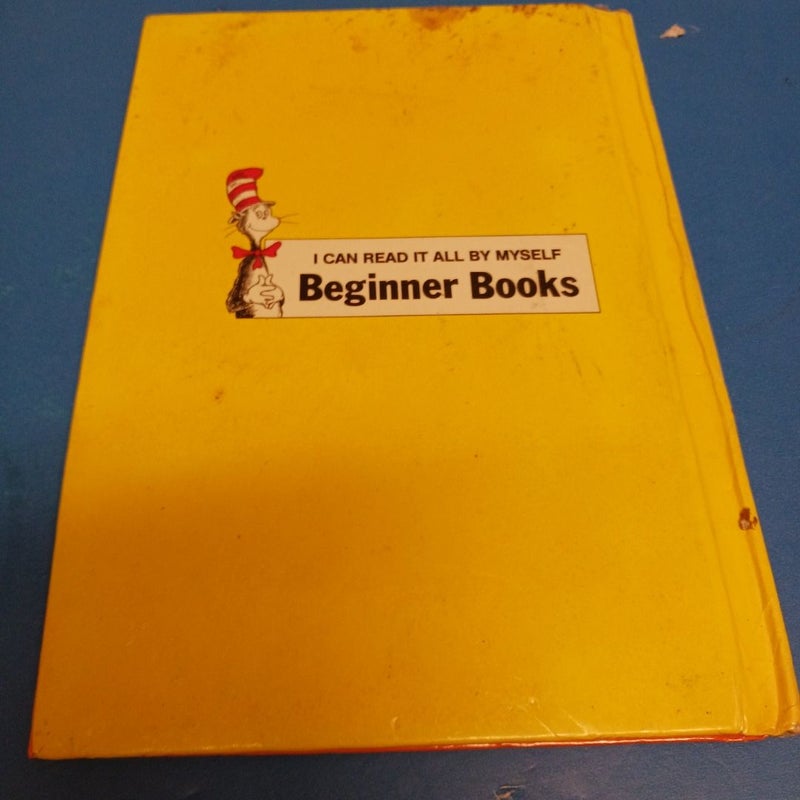 I CAN READ IT ALL BY MYSELF
Beginner Books